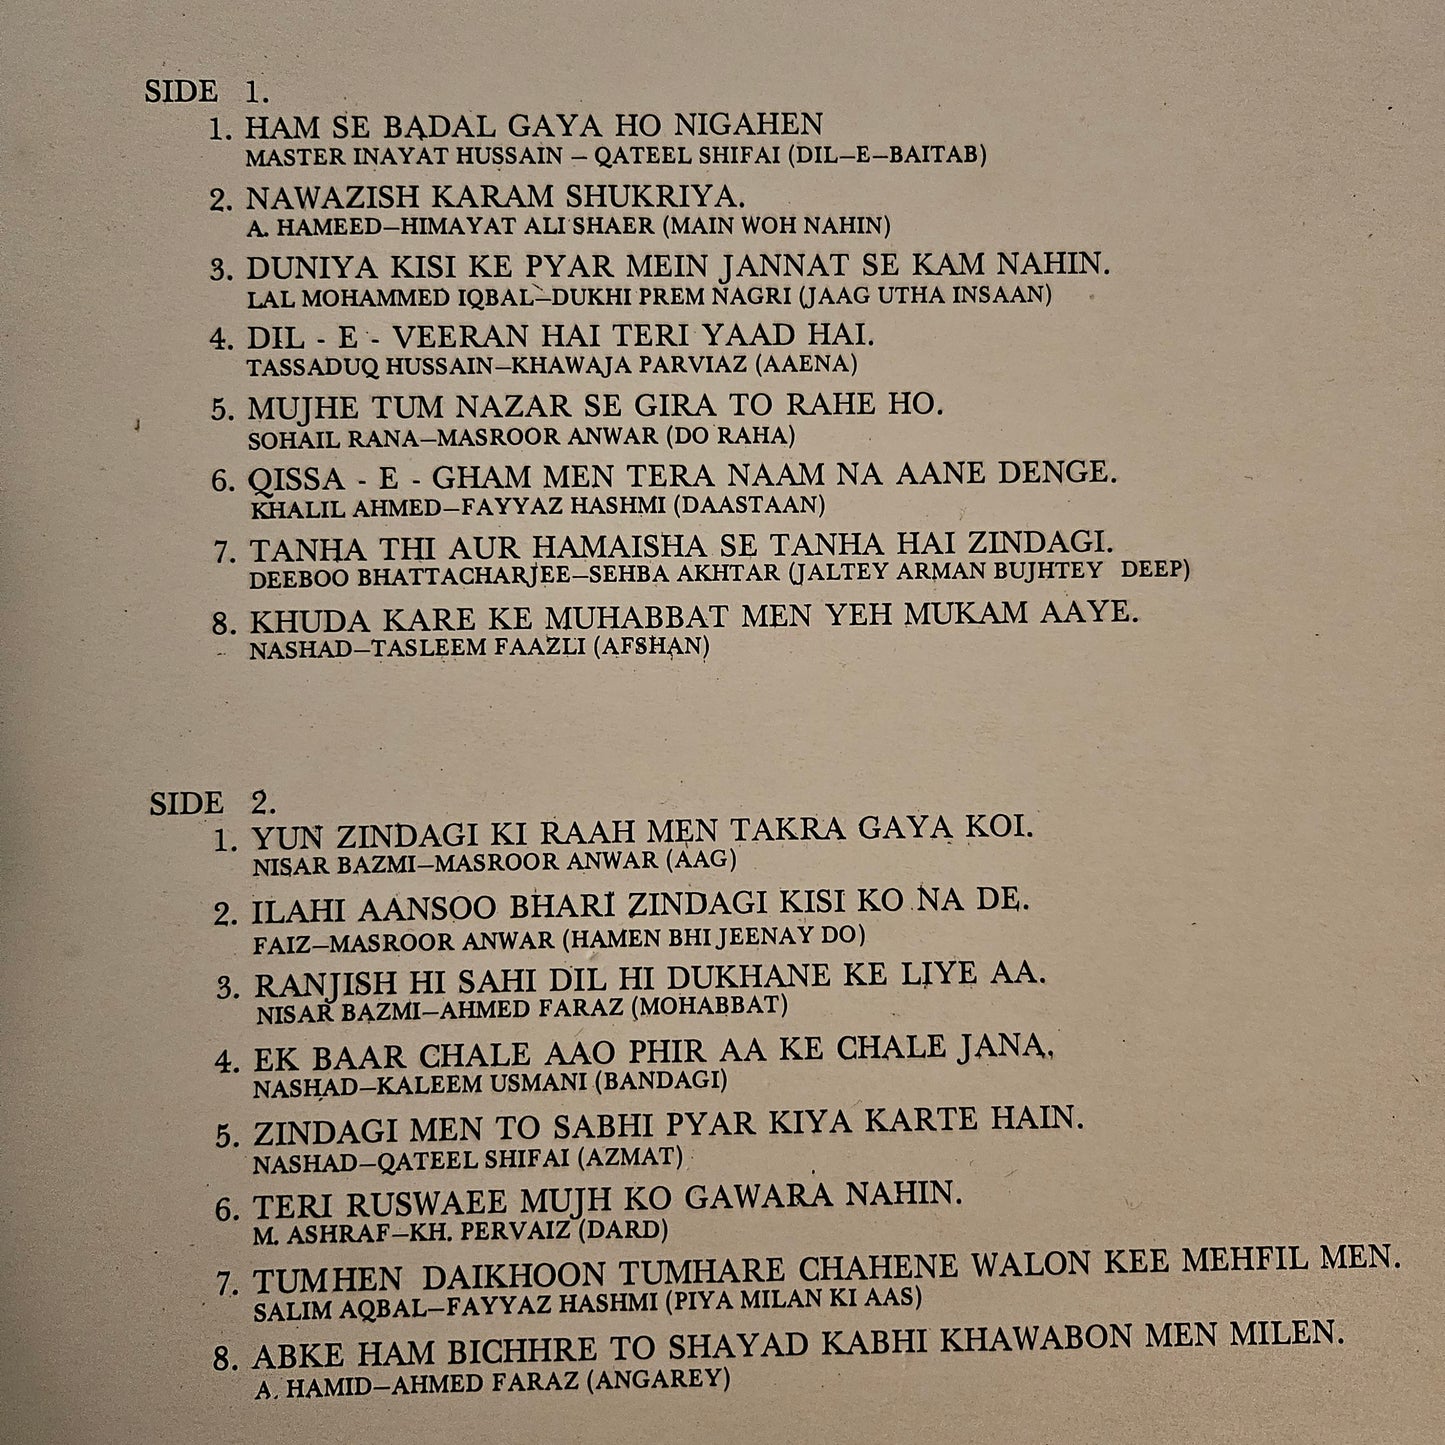 SIDE 1.
1. HAM SE BADAL GAYA HO NIGAHEN
MASTER INAYAT HUSSAIN – QATEEL SHIFAI (DIL–E–BAITAB)
2. NAWAZISH KARAM SHUKRIYA.
A. HAMEED–HIMAYAT ALI SHAER (MAIN WOH NAHIN)
3. DUNIYA KISI KE PYAR MEIN JANNAT SE KAM NAHIN.
LAL MOHAMMED IQBAL–DUKHI PREM NAGRI (JAAG UTHA INSAAN)
4. DIL - E - VEERAN HAI TERI YAAD HAI.
TASSADUQ HUSSAIN–KHAWAJA PARVIAZ (AAENA)
5. MUJHE TUM NAZAR SE GIRA TO RAHE HO.
SOHAIL RANA–MASROOR ANWAR (DO RAHA)
6. QISSA - E - GHAM MEN TERA NAAM NA AANE DENGE.
KHALIL AHMED–FAYYAZ HASHMI (DAASTAAN)
7. TANHA THI AUR HAMAISHA SE TANHA HAI ZINDAGI.
DEEBOO BHATTACHARJEE–SEHBA AKHTAR (JALTEY ARMAN BUJHTEY DEEP)
8. KHUDA KARE KE MUHABBAT MEN YEH MUKAM AAYE.
NASHAD–TASLEEM FAAZLI (AFSHAN)
SIDE 2.
1. YUN ZINDAGI KI RAAH MEN TAKRA GAYA KOI.
NISAR BAZMI–MASROOR ANWAR (AAG)
2. ILAHI AANSOO BHARI ZINDAGI KISI KO NA DE.
FAIZ–MASROOR ANWAR (HAMEN BHI JEENAY DO)
3. RANJISH HI SAHI DIL HI DUKHANE KE LIYE AA.
NISAR BAZMI–AHMED FARAZ (MOHABBAT)
4. EK BAAR CHALE AAO PHIR AA KE CHALE JANA.
NASHAD–KALEEM USMANI (BANDAGI)
5. ZINDAGI MEN TO SABHI PYAR KIYA KARTE HAIN.
NASHAD–QATEEL SHIFAI (AZMAT)
6. TERI RUSWAEE MUJH KO GAWARA NAHIN.
M. ASHRAF–KH. PERVAIZ (DARD)
7. TUMHEN DAIKHOON TUMHARE CHAHENE WALON KEE MEHFIL MEN.
SALIM AQBAL–FAYYAZ HASHMI (PIYA MILAN KI AAS)
8. ABKE HAM BICHHRE TO SHAYAD KABHI KHAWABON MEN MILEN.
A. HAMID–AHMED FARAZ (ANGAREY)